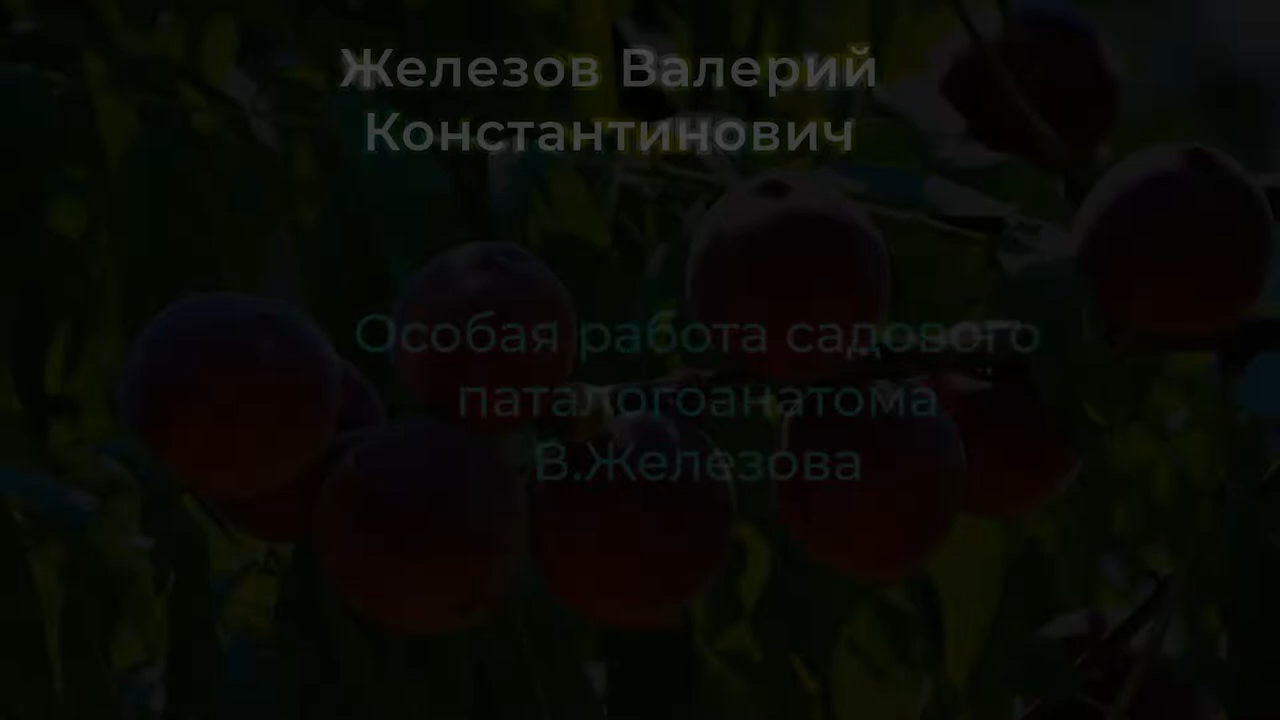 Железов Валерий
Константинович
Особая работа садового
паталогоанатома
В.Железова